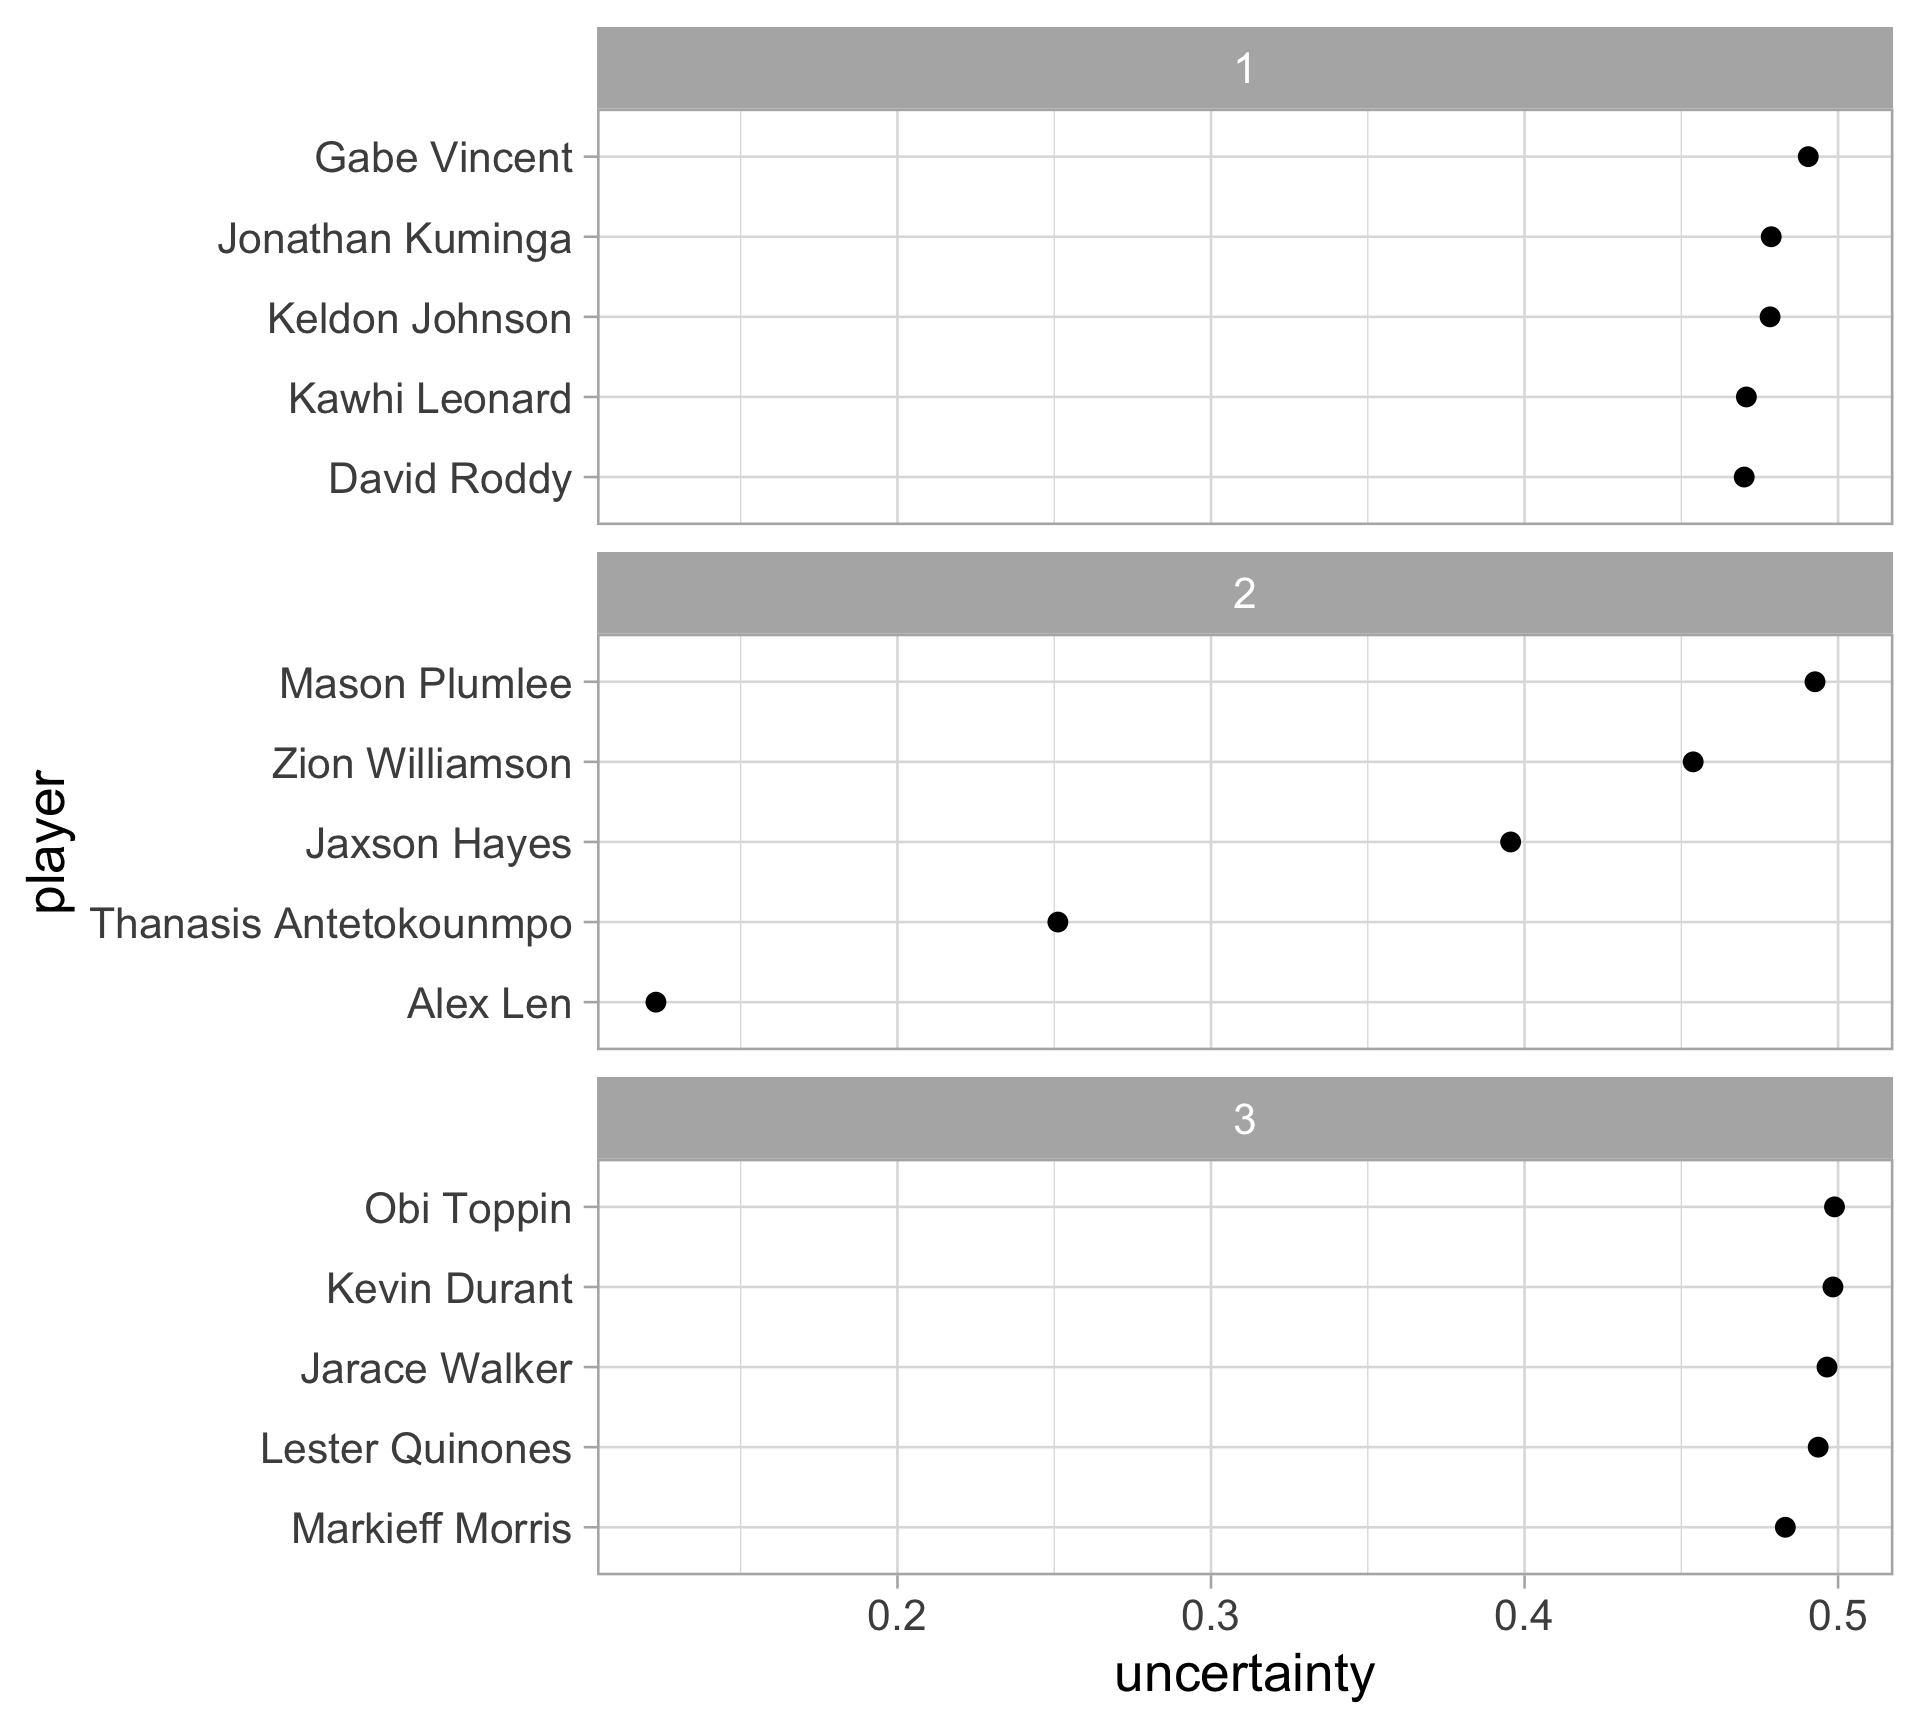 1
Gabe Vincent
Jonathan Kuminga
Keldon Johnson
Kawhi Leonard
David Roddy
2
Mason Plumlee
Zion Williamson
Jaxson Hayes
Thanasis Antetokounmpo
Alex Len
3
Obi Toppin
Kevin Durant
Jarace Walker
Lester Quinones
Markieff Morris
player
0.2 0.3 0.4 0.5
uncertainty